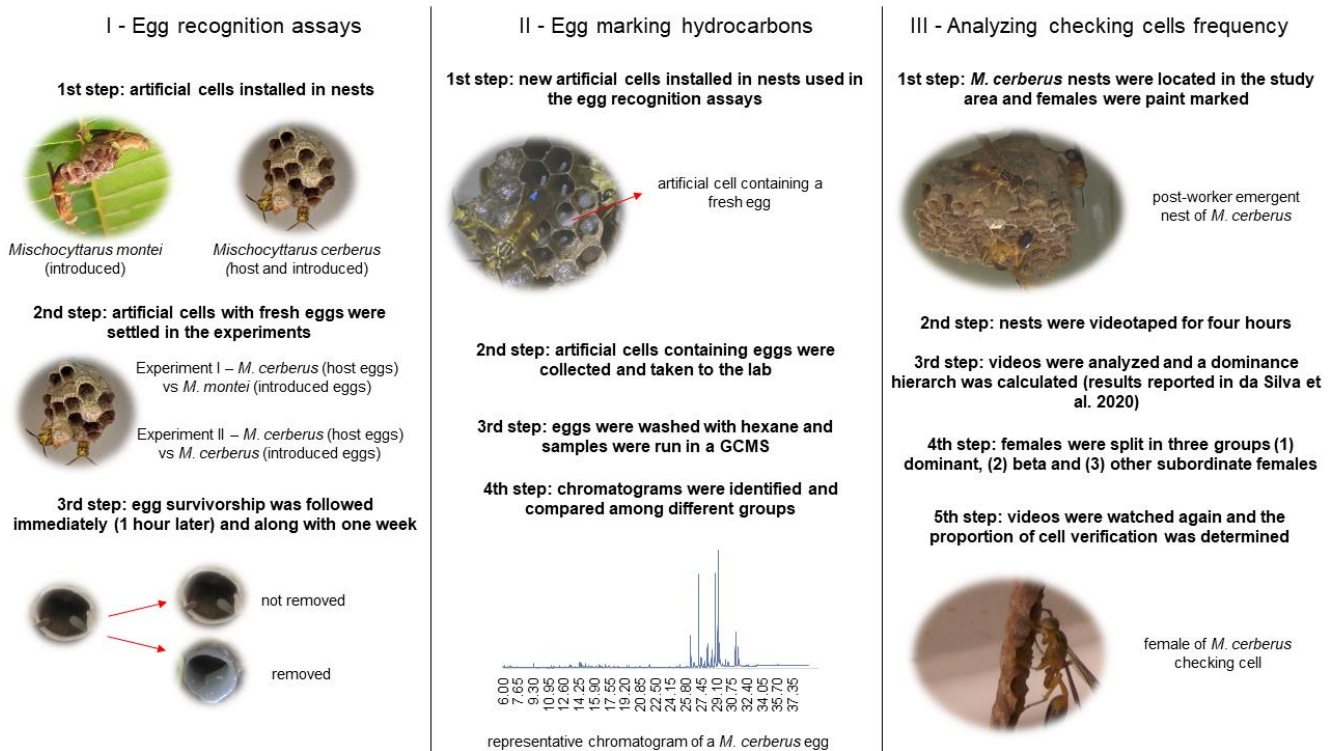 I - Egg recognition assays
1st step: artificial cells installed in nests
Mischocyttarus montei
(introduced)
Mischocyttarus cerberus
(host and introduced)
2nd step: artificial cells with fresh eggs were
settled in the experiments
Experiment I – M. cerberus (host eggs)
vs M. montei (introduced eggs)
Experiment II – M. cerberus (host eggs)
vs M. cerberus (introduced eggs)
3rd step: egg survivorship was followed
immediately (1 hour later) and along with one week
not removed
removed
II - Egg marking hydrocarbons
1st step: new artificial cells installed in nests used in
the egg recognition assays
artificial cell containing a
fresh egg
2nd step: artificial cells containing eggs were
collected and taken to the lab
3rd step: eggs were washed with hexane and
samples were run in a GCMS
4th step: chromatograms were identified and
compared among different groups
6.00
7.65
9.30
10.95
12.60
14.25
15.90
17.55
19.20
20.85
22.50
24.15
25.80
27.45
29.10
30.75
32.40
34.05
35.70
37.35
representative chromatogram of a M. cerberus egg
III - Analyzing checking cells frequency
1st step: M. cerberus nests were located in the study
area and females were paint marked
post-worker emergent
nest of M. cerberus
2nd step: nests were videotaped for four hours
3rd step: videos were analyzed and a dominance
hierarch was calculated (results reported in da Silva et
al. 2020)
4th step: females were split in three groups (1)
dominant, (2) beta and (3) other subordinate females
5th step: videos were watched again and the
proportion of cell verification was determined
female of M. cerberus
checking cell